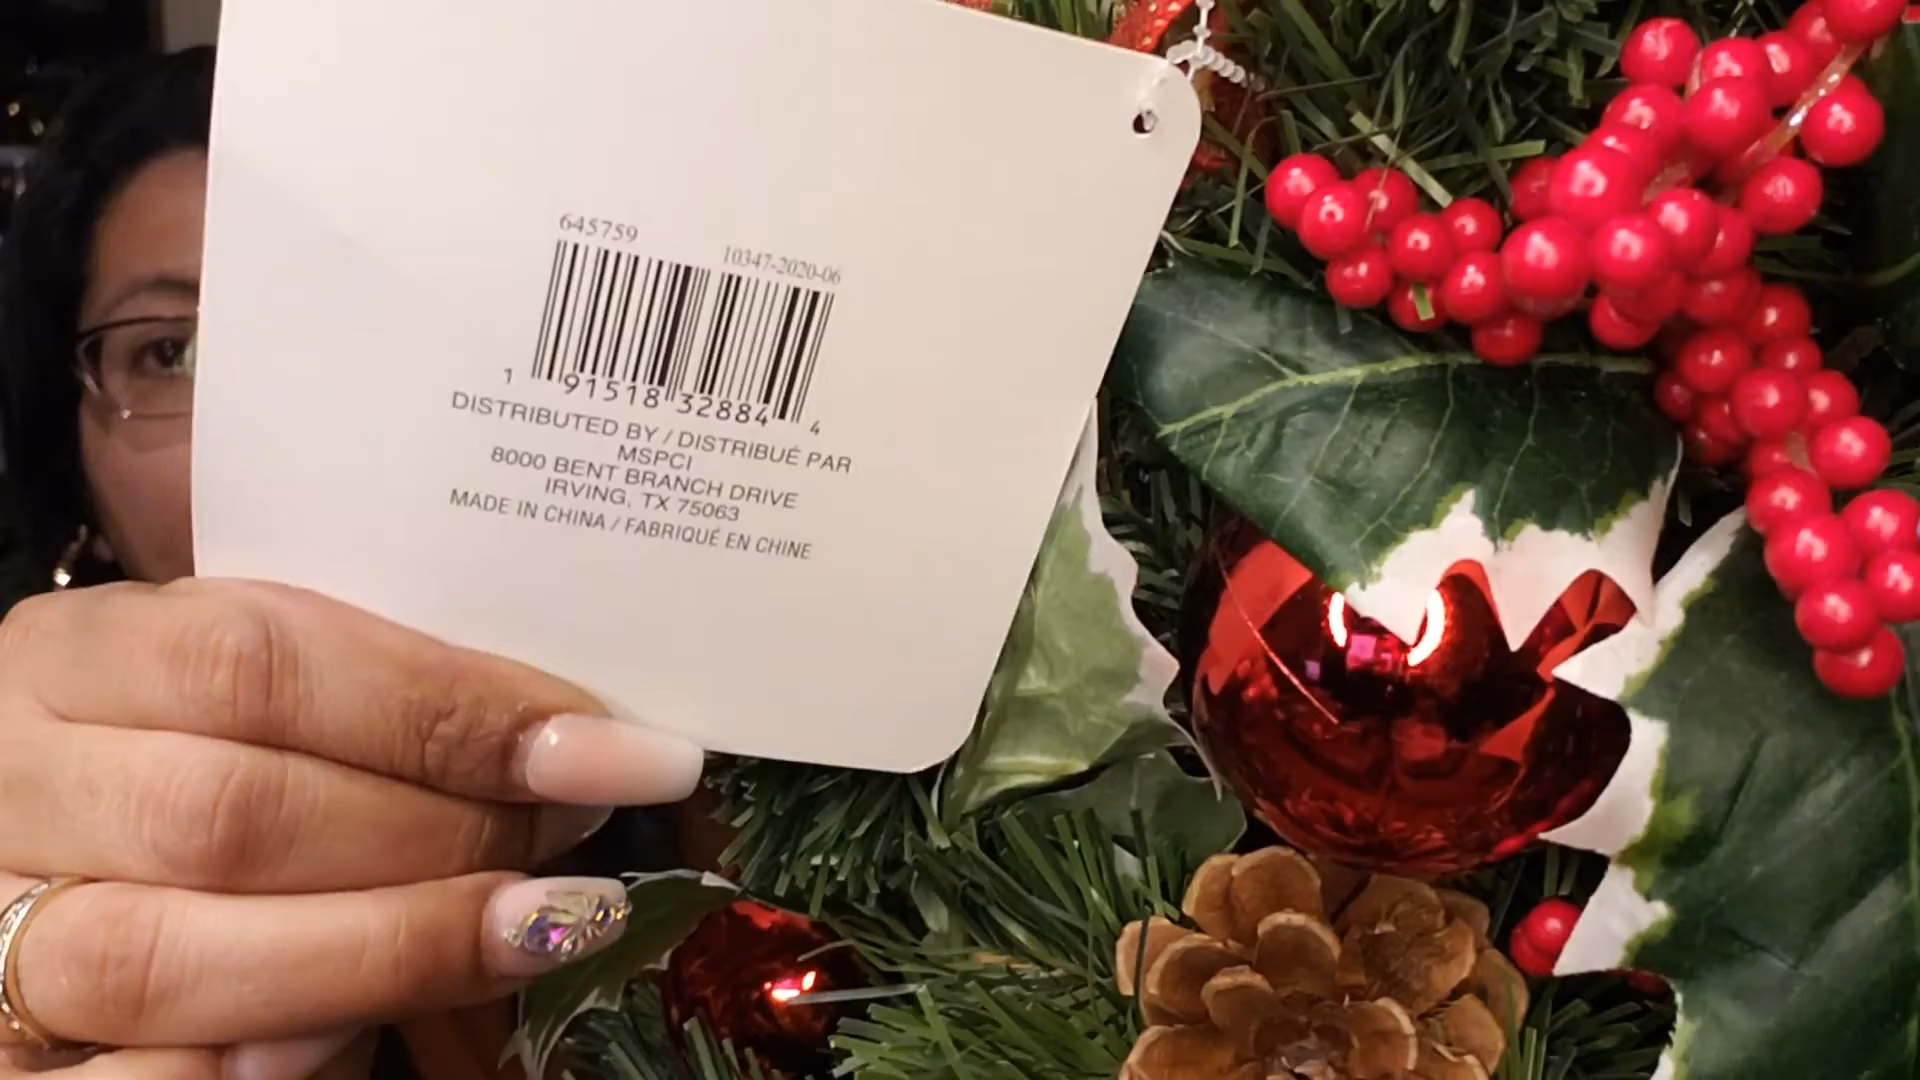 645759
10347-2020-06
1 91518 32884 4
DISTRIBUTED BY / DISTRIBUÉ PAR
MSPCI
8000 BENT BRANCH DRIVE
IRVING, TX 75063
MADE IN CHINA / FABRIQUÉ EN CHINE